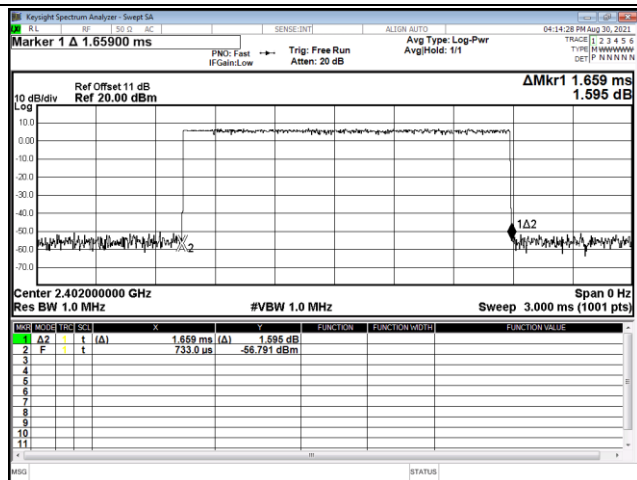 Keysight Spectrum Analyzer - Swept SA
RL RF 50 Ω AC SENSE:INT ALIGN AUTO 04:14:28 PM Aug 30, 2021
Marker 1 Δ 1.65900 ms PNO: Fast Trig: Free Run Avg Type: Log-Pwr TRACE 1 2 3 4 5 6
IFGain:Low Atten: 20 dB Avg|Hold: 1/1 TYPE MWWWWW
DET P NNNNN
ΔMkr1 1.659 ms
1.595 dB
Ref Offset 11 dB
10 dB/div Ref 20.00 dBm
Log
10.0
0.00
-10.0
-20.0
-30.0
-40.0
-50.0
-60.0
-70.0
1Δ2
2
Center 2.402000000 GHz Span 0 Hz
Res BW 1.0 MHz #VBW 1.0 MHz Sweep 3.000 ms (1001 pts)
MKR MODE TRC SCL X Y FUNCTION FUNCTION WIDTH FUNCTION VALUE
1 Δ2 1 t (Δ) 1.659 ms (Δ) 1.595 dB
2 F 1 t 733.0 µs -56.791 dBm
3
4
5
6
7
8
9
10
11
MSG STATUS